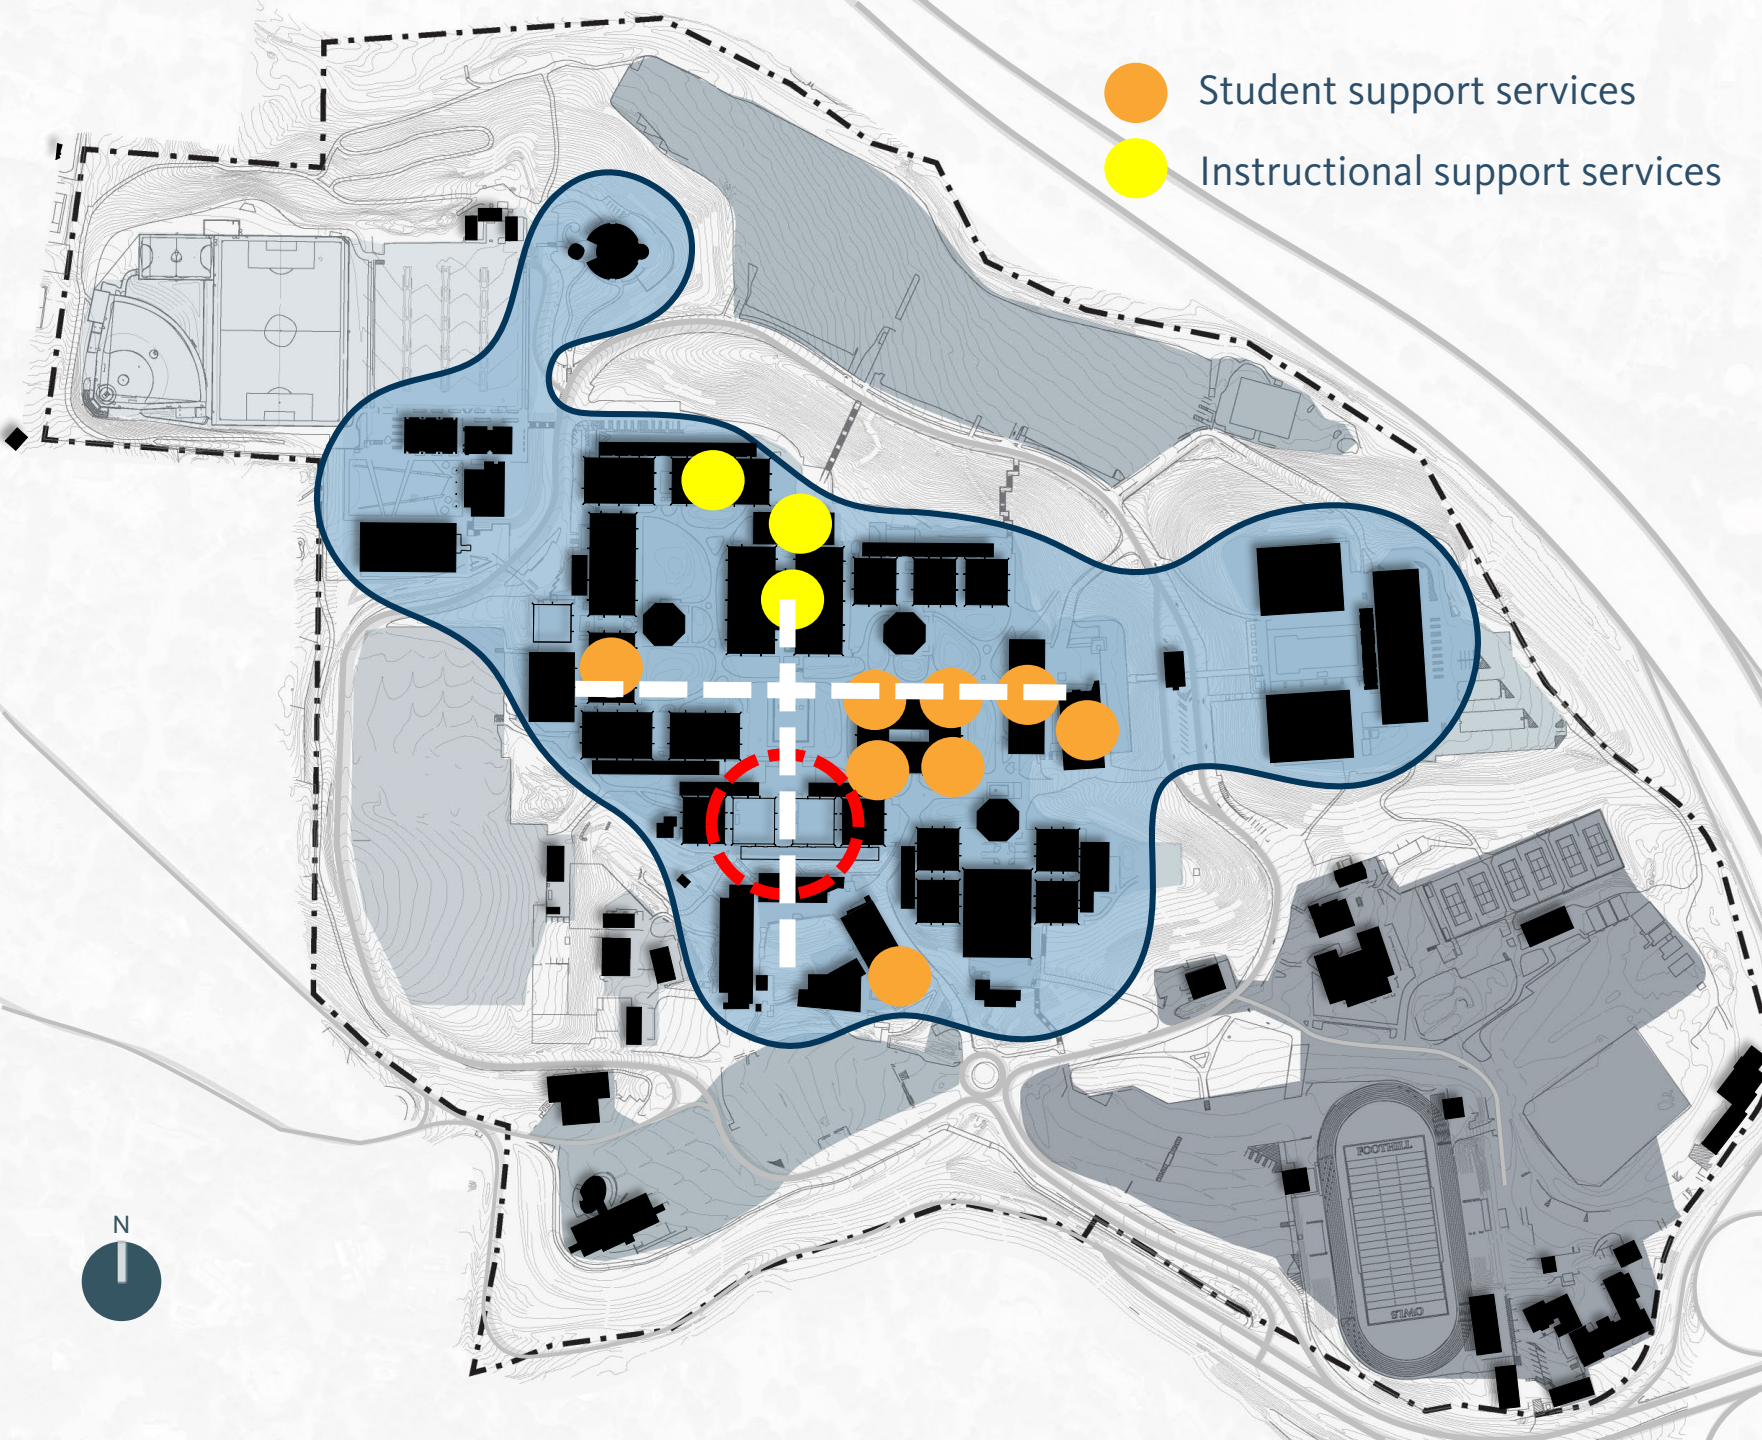 Student support services
Instructional support services
FOOTHILL
OWLS
N